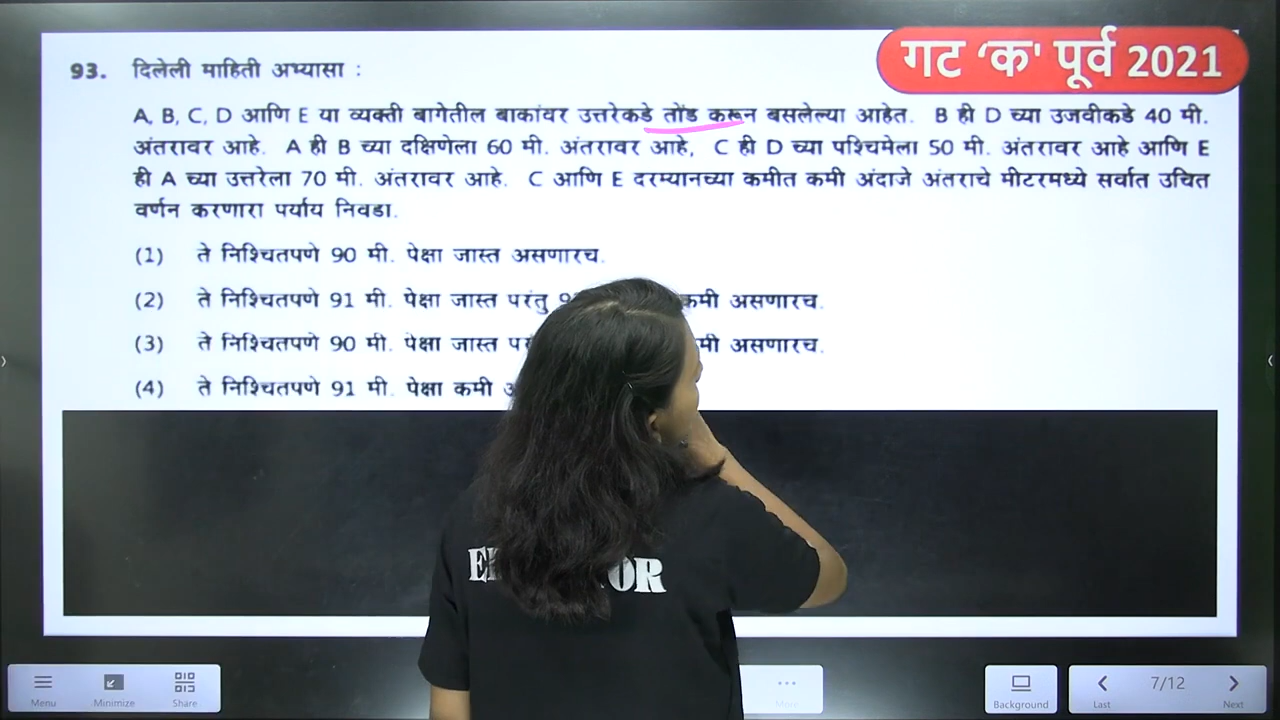 गट ‘क' पूर्व 2021
93. दिलेली माहिती अभ्यासा :
A, B, C, D आणि E या व्यक्ती बागेतील बाकांवर उत्तरेकडे तोंड करून बसलेल्या आहेत. B ही D च्या उजवीकडे 40 मी.
अंतरावर आहे. A ही B च्या दक्षिणेला 60 मी. अंतरावर आहे, C ही D च्या पश्चिमेला 50 मी. अंतरावर आहे आणि E
ही A च्या उत्तरेला 70 मी. अंतरावर आहे. C आणि E दरम्यानच्या कमीत कमी अंदाजे अंतराचे मीटरमध्ये सर्वात उचित
वर्णन करणारा पर्याय निवडा.
(1) ते निश्चितपणे 90 मी. पेक्षा जास्त असणारच.
(2) ते निश्चितपणे 91 मी. पेक्षा जास्त परंतु कमी असणारच.
(3) ते निश्चितपणे 90 मी. पेक्षा जास्त असणारच.
(4) ते निश्चितपणे 91 मी. पेक्षा कमी
OR
Menu Minimize Share More Background Last 7/12 Next